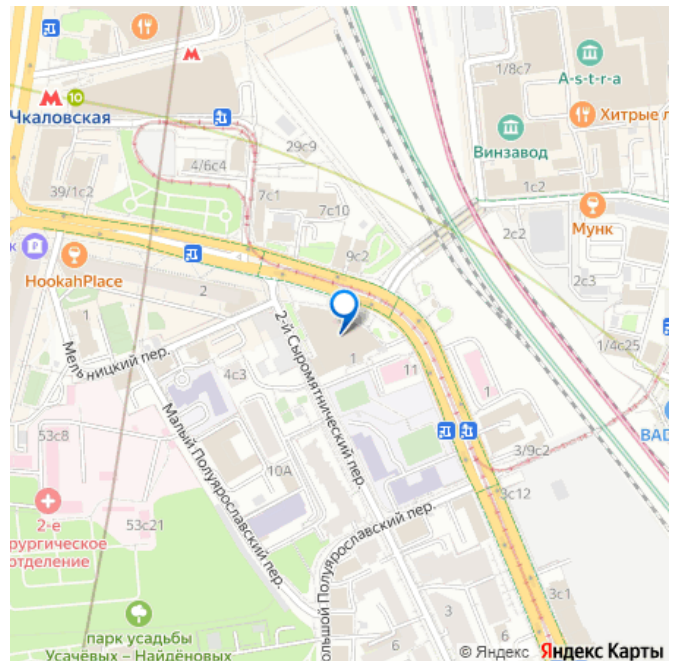 A-s-t-r-a
1/8с7
М
М 10
Чкаловская
Хитрые л
Винзавод
29с9
4/6с4
39/1с2
7с1
7с10
1с2
Мунк
2с2
9с2
к
HookahPlace
2
2с3
1
Мельницкий пер.
2-й Сыромятнический пер.
1
1/4с25
4с3
11
1
BAD
53с8
Малый Полуярославский пер.
10А
3/9с2
3с12
2-е
рургическое
отделение
53с21
Большой Полуярославский пер.
3с1
парк усадьбы
Усачёвых – Найдёновых
3
6
6
© Яндекс Яндекс Карты